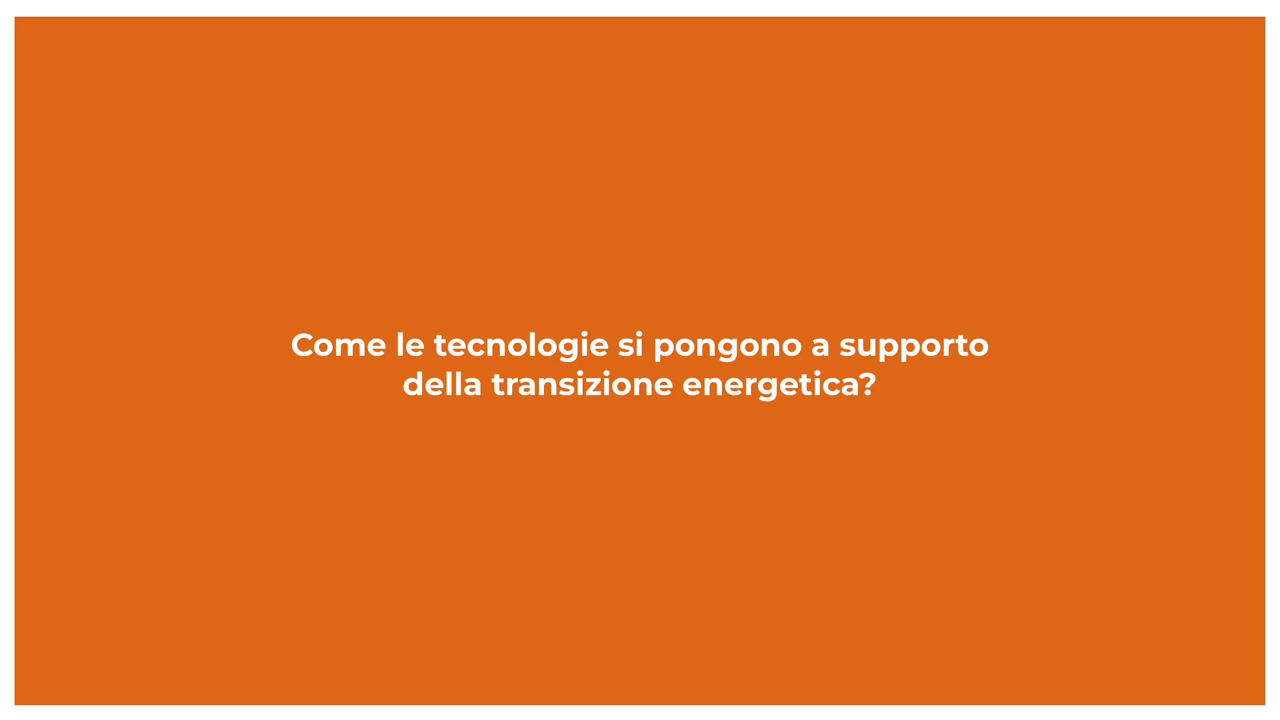 Come le tecnologie si pongono a supporto
della transizione energetica?